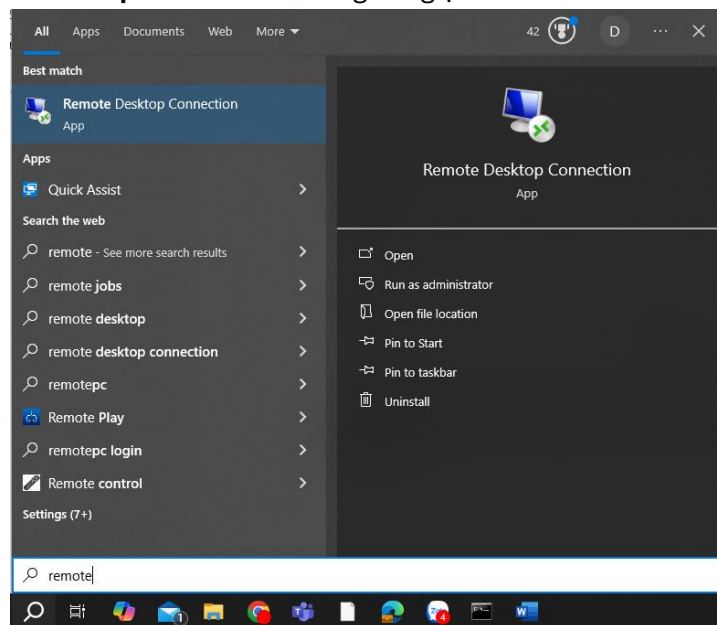 All Apps Documents Web More 42 D ... ×
Best match
Remote Desktop Connection
App
Apps
Quick Assist
Search the web
remote - See more search results
remote jobs
remote desktop
remote desktop connection
remotepc
Remote Play
remotepc login
Remote control
Settings (7+)
Remote Desktop Connection
App
Open
Run as administrator
Open file location
Pin to Start
Pin to taskbar
Uninstall
remote
1
4
W